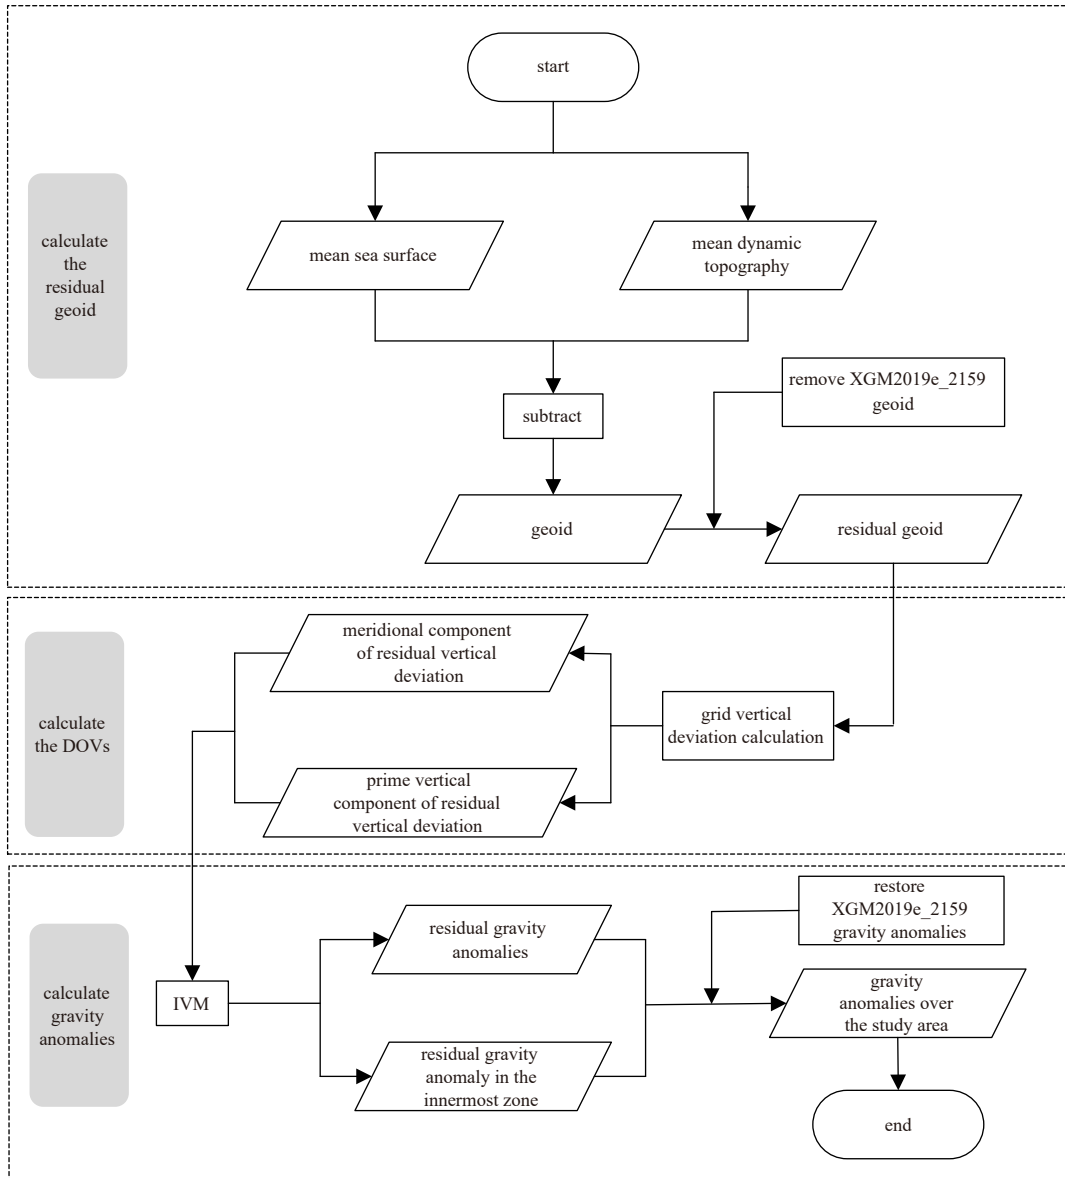 start
calculate
the
residual
geoid
mean sea surface
mean dynamic
topography
remove XGM2019e_2159
geoid
subtract
geoid
residual geoid
calculate
the DOVs
meridional component
of residual vertical
deviation
grid vertical
deviation calculation
prime vertical
component of residual
vertical deviation
calculate
gravity
anomalies
IVM
residual gravity
anomalies
residual gravity
anomaly in the
innermost zone
restore
XGM2019e_2159
gravity anomalies
gravity
anomalies over
the study area
end